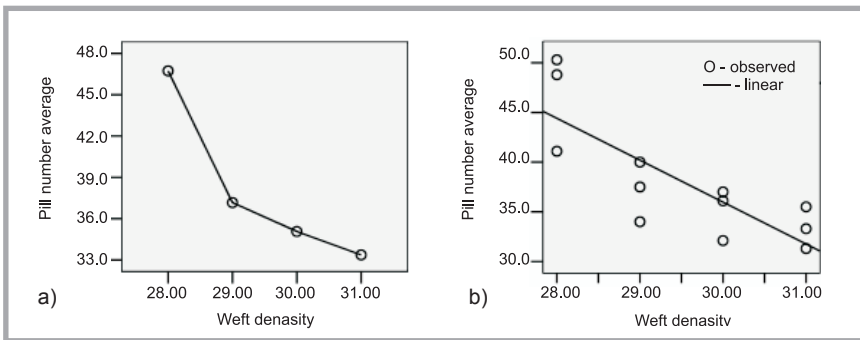 Pill number average
48.0
45.0
42.0
39.0
36.0
33.0
28.00 29.00 30.00 31.00
Weft denasity
a)
Pill number average
50.0
45.0
40.0
35.0
30.0
O - observed
— - linear
28.00 29.00 30.00 31.00
Weft denasity
b)